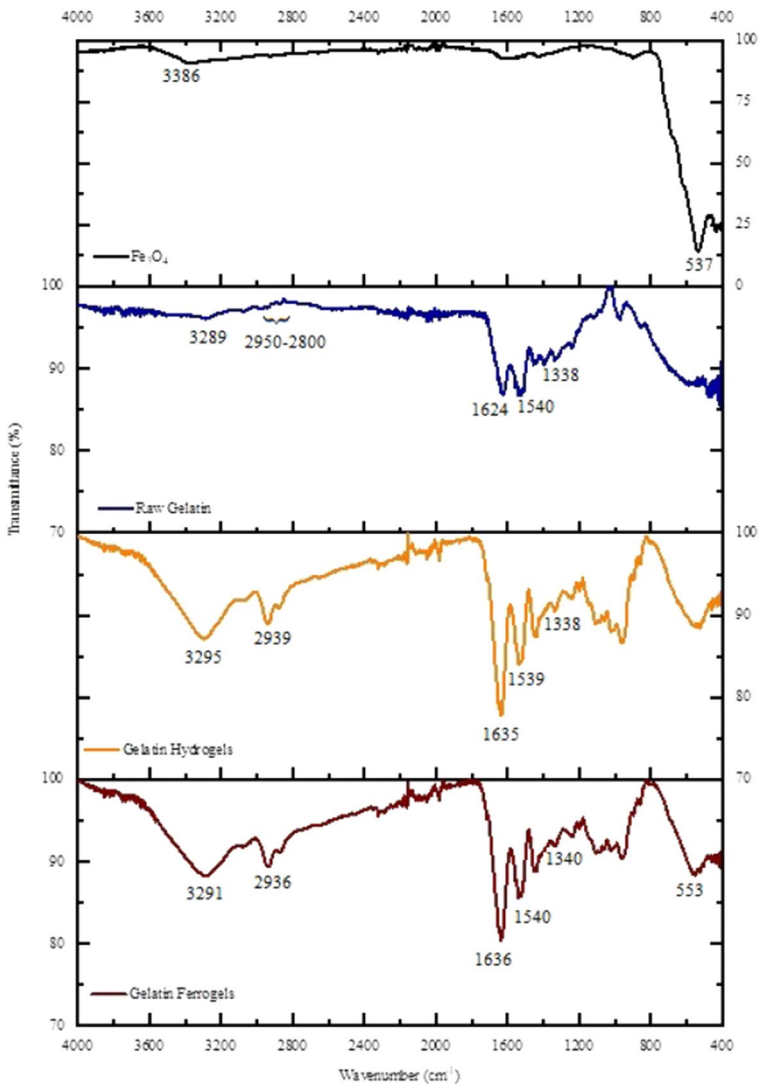 4000 3600 3200 2800 2400 2000 1600 1200 800 400
100
3386
75
50
25
537
Fe₃O₄
100 0
3289 2950-2800
90
1338
1624 1540
80
Raw Gelatin
70 100
90
3295 2939 1338
1539
80
1635
Gelatin Hydrogels
100 70
90
3291 2936 1340 553
1540
80
1636
Gelatin Ferrogels
70
4000 3600 3200 2800 2400 2000 1600 1200 800 400
Wavenumber (cm⁻¹)
Transmittance (%)